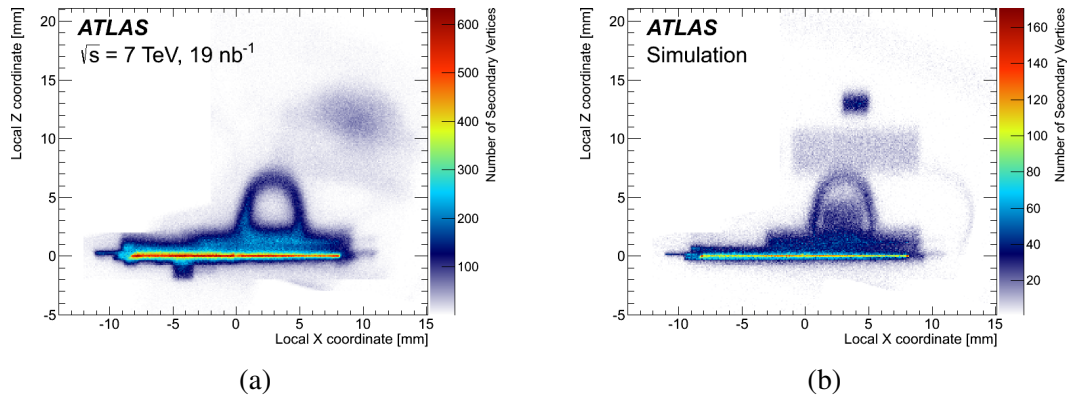 ATLAS
√s = 7 TeV, 19 nb⁻¹
Local Z coordinate [mm]
20
15
10
5
0
-5
-10 -5 0 5 10 15
Local X coordinate [mm]
600
500
400
300
200
100
Number of Secondary Vertices
(a)
ATLAS
Simulation
Local Z coordinate [mm]
20
15
10
5
0
-5
-10 -5 0 5 10 15
Local X coordinate [mm]
160
140
120
100
80
60
40
20
Number of Secondary Vertices
(b)